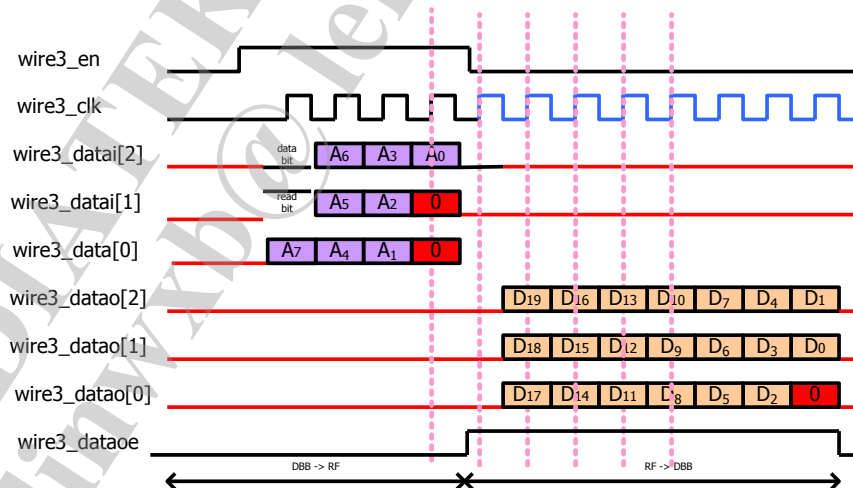 wire3_en
wire3_clk
wire3_datai[2] data bit A6 A3 A0
wire3_datai[1] read bit A5 A2 0
wire3_data[0] A7 A4 A1 0
wire3_datao[2] D19 D16 D13 D10 D7 D4 D1
wire3_datao[1] D18 D15 D12 D9 D6 D3 D0
wire3_datao[0] D17 D14 D11 D8 D5 D2 0
wire3_dataoe
DBB -> RF RF -> DBB